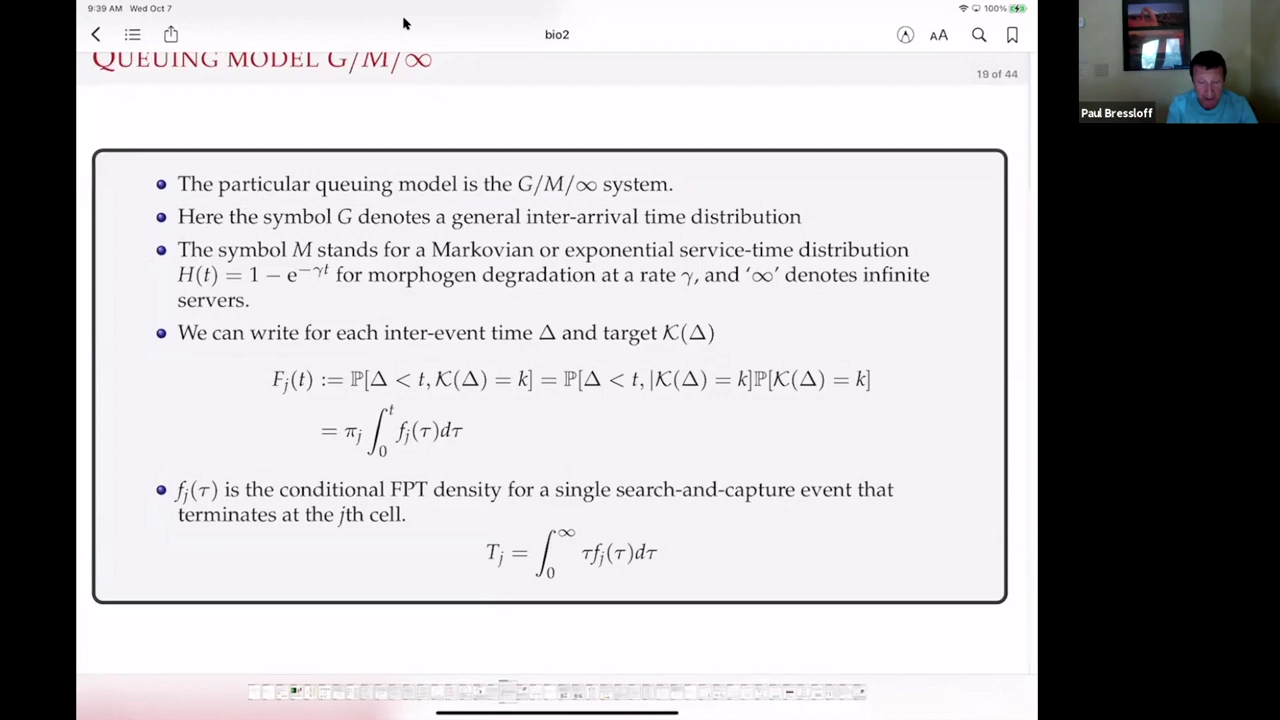 9:39 AM Wed Oct 7
100%
bio2
AA
QUEUING MODEL G/M/∞
19 of 44
Paul Bressloff
• The particular queuing model is the G/M/∞ system.
• Here the symbol G denotes a general inter-arrival time distribution
• The symbol M stands for a Markovian or exponential service-time distribution
H(t) = 1 − e^{−γt} for morphogen degradation at a rate γ, and ‘∞’ denotes infinite
servers.
• We can write for each inter-event time Δ and target 𝒦(Δ)
F_j(t) := ℙ[Δ < t, 𝒦(Δ) = k] = ℙ[Δ < t, |𝒦(Δ) = k]ℙ[𝒦(Δ) = k]
= π_j ∫_0^t f_j(τ)dτ
• f_j(τ) is the conditional FPT density for a single search-and-capture event that
terminates at the jth cell.
T_j = ∫_0^∞ τf_j(τ)dτ